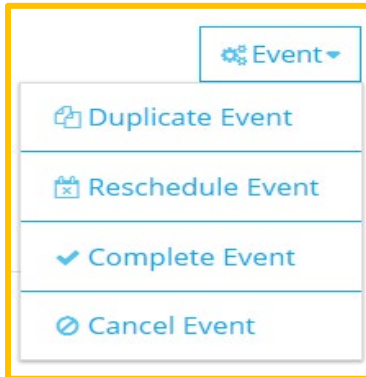 Event
Duplicate Event
Reschedule Event
Complete Event
Cancel Event